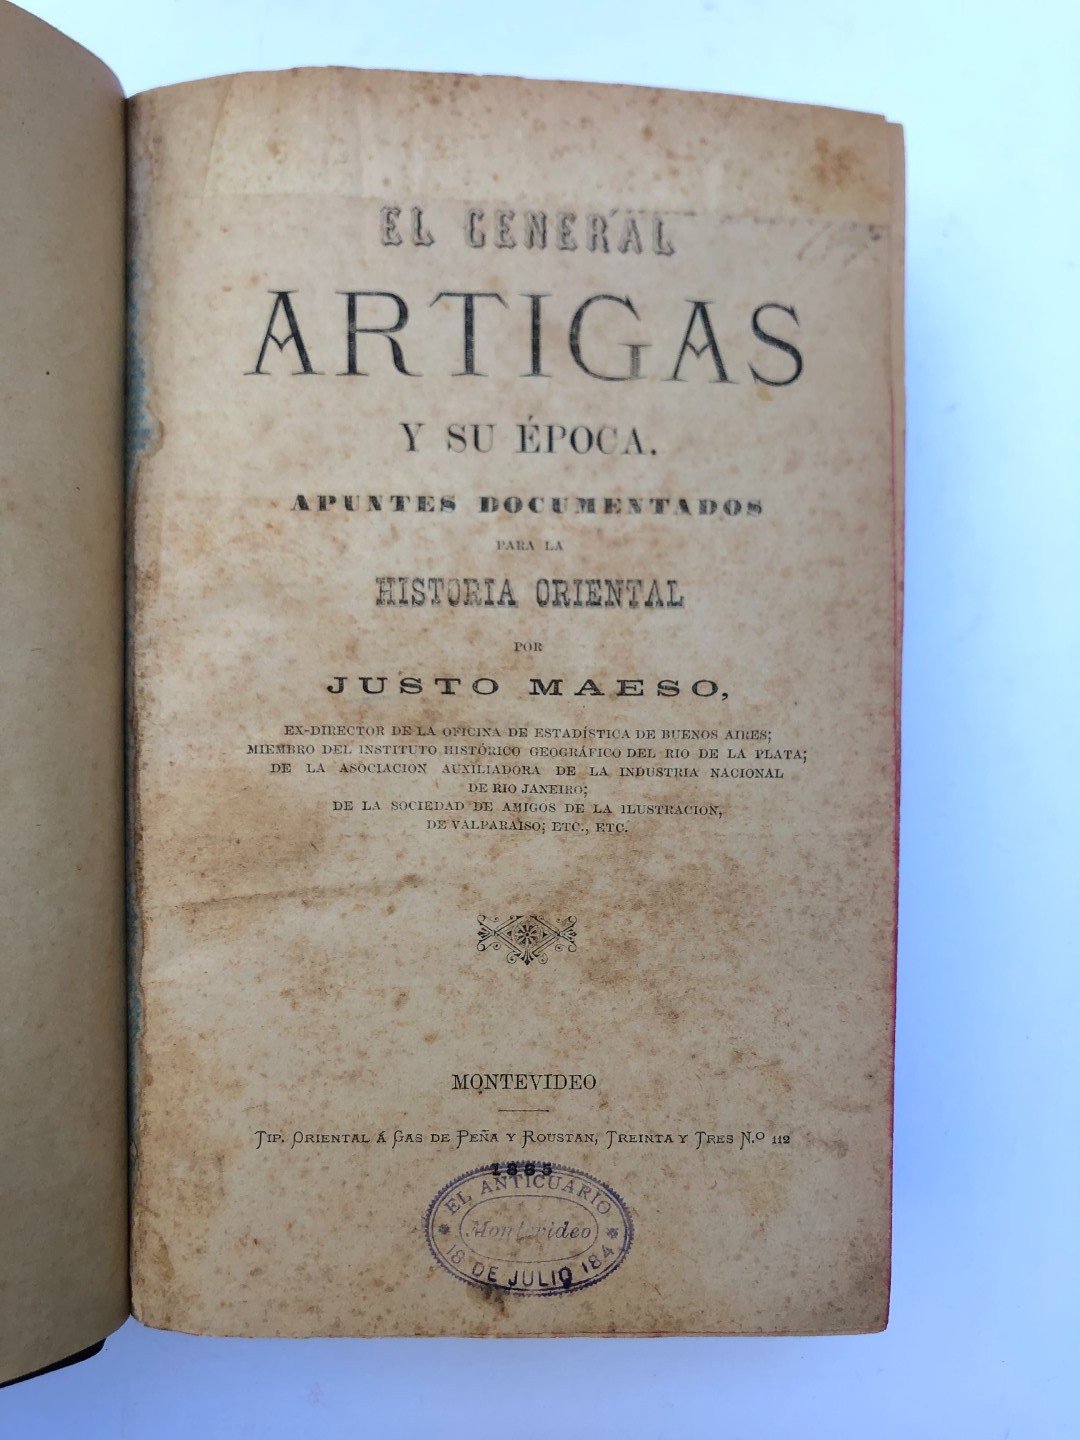 EL GENERAL
ARTIGAS
Y SU ÉPOCA.
APUNTES DOCUMENTADOS
PARA LA
HISTORIA ORIENTAL
POR
JUSTO MAESO,
EX-DIRECTOR DE LA OFICINA DE ESTADÍSTICA DE BUENOS AIRES;
MIEMBRO DEL INSTITUTO HISTÓRICO GEOGRÁFICO DEL RIO DE LA PLATA;
DE LA ASOCIACION AUXILIADORA DE LA INDUSTRIA NACIONAL
DE RIO JANEIRO;
DE LA SOCIEDAD DE AMIGOS DE LA ILUSTRACION,
DE VALPARAISO; ETC., ETC.
MONTEVIDEO
TIP. ORIENTAL Á GAS DE PEÑA Y ROUSTAN, TREINTA Y TRES N.º 112
1885
EL ANTICUARIO
Montevideo
18 DE JULIO 184